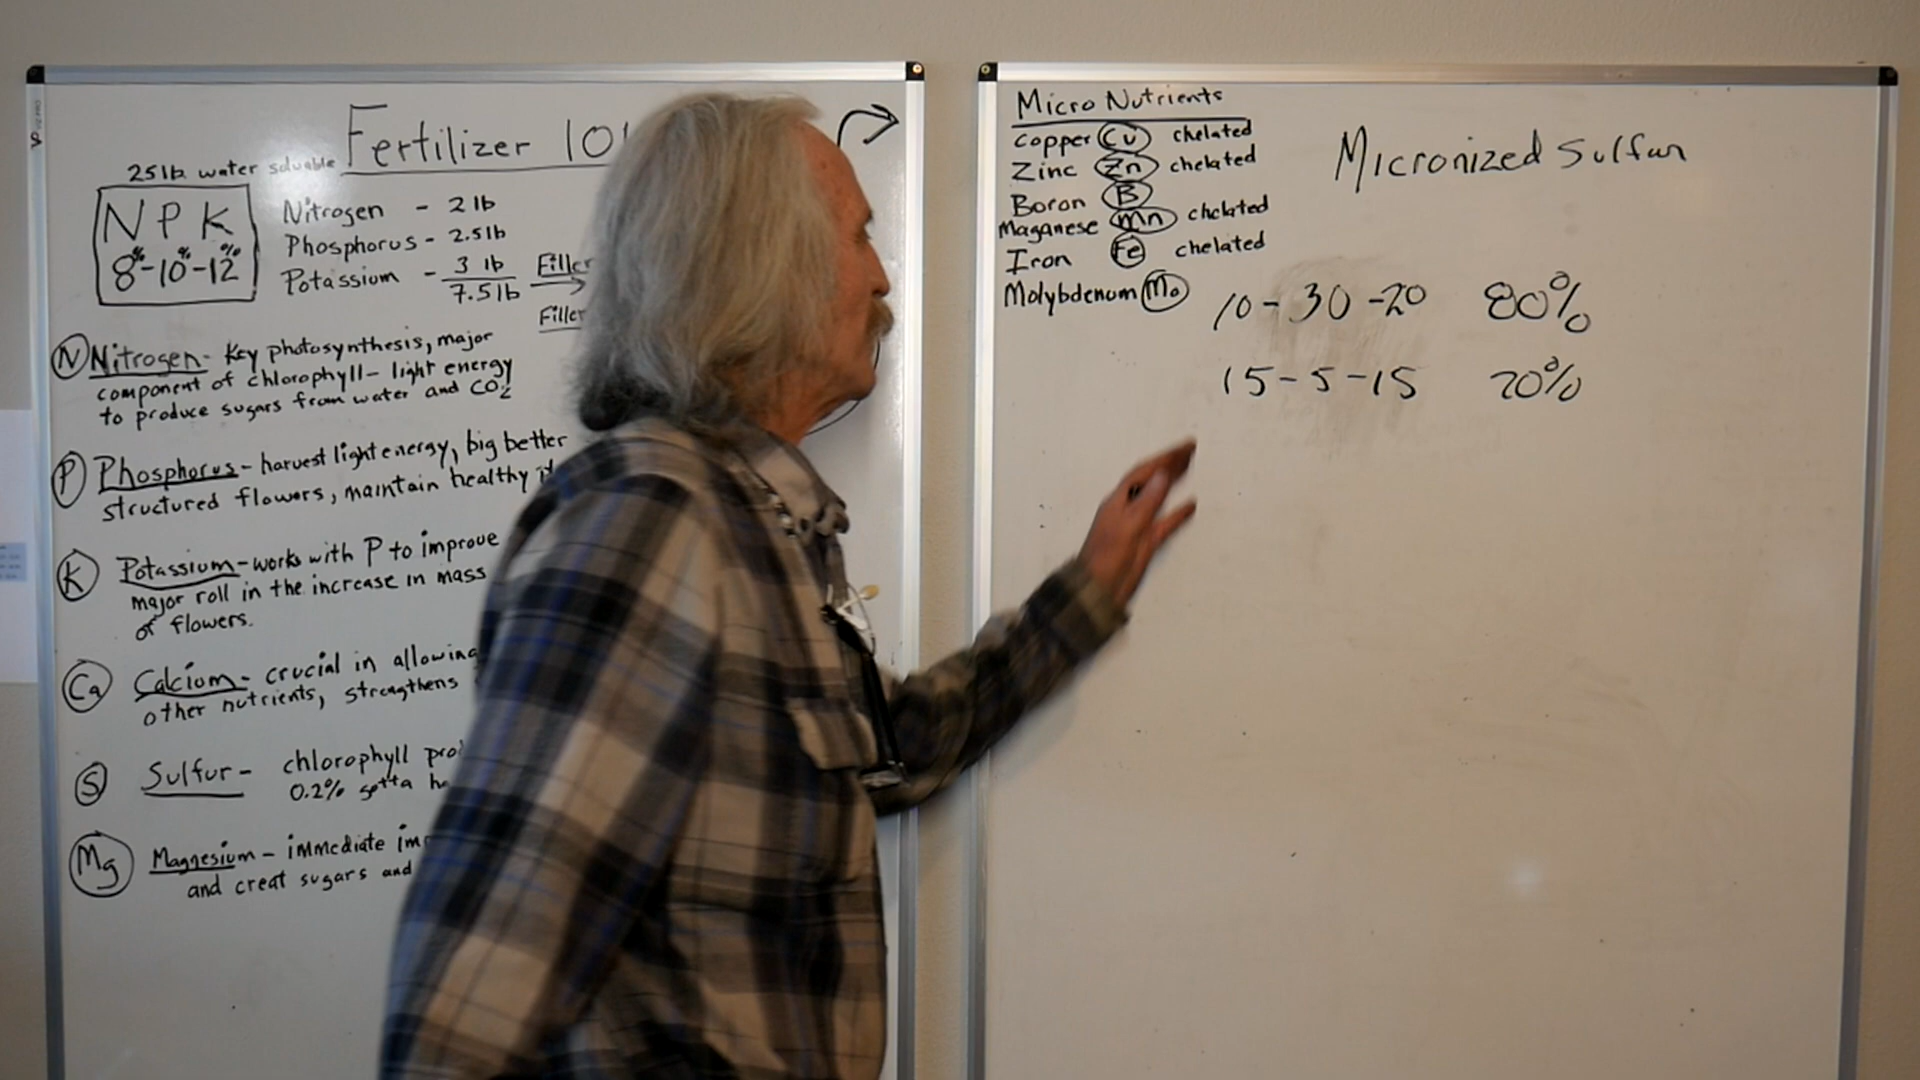 Fertilizer 101
25lb. water soluable
N P K
8%-10%-12%
Nitrogen - 2 lb
Phosphorus - 2.5lb
Potassium - 3 lb
7.5lb
Filler
Filler
N Nitrogen - Key photosynthesis, major
component of chlorophyll - light energy
to produce sugars from water and CO2
P Phosphorus - harvest light energy, big better
structured flowers, maintain healthy
K Potassium - works with P to improve
major roll in the increase in mass
of flowers.
Ca Calcium - crucial in allowing
other nutrients, strengthens
S Sulfur - chlorophyll
0.2% gotta
Mg Magnesium - immediate
and creat sugars and
Micro Nutrients
Copper Cu chelated
Zinc Zn chelated
Boron B
Maganese Mn chelated
Iron Fe chelated
Molybdenum Mo
Micronized Sulfur
10-30-20 80%
15-5-15 20%